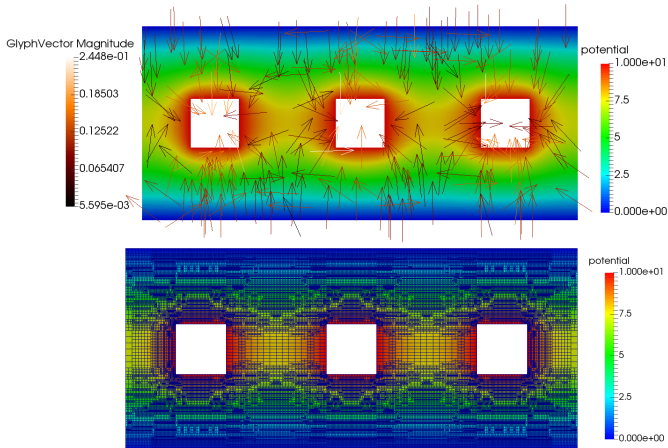 GlyphVector Magnitude
2.448e-01
0.18503
0.12522
0.065407
5.595e-03
potential
1.000e+01
7.5
5
2.5
0.000e+00
potential
1.000e+01
7.5
5
2.5
0.000e+00